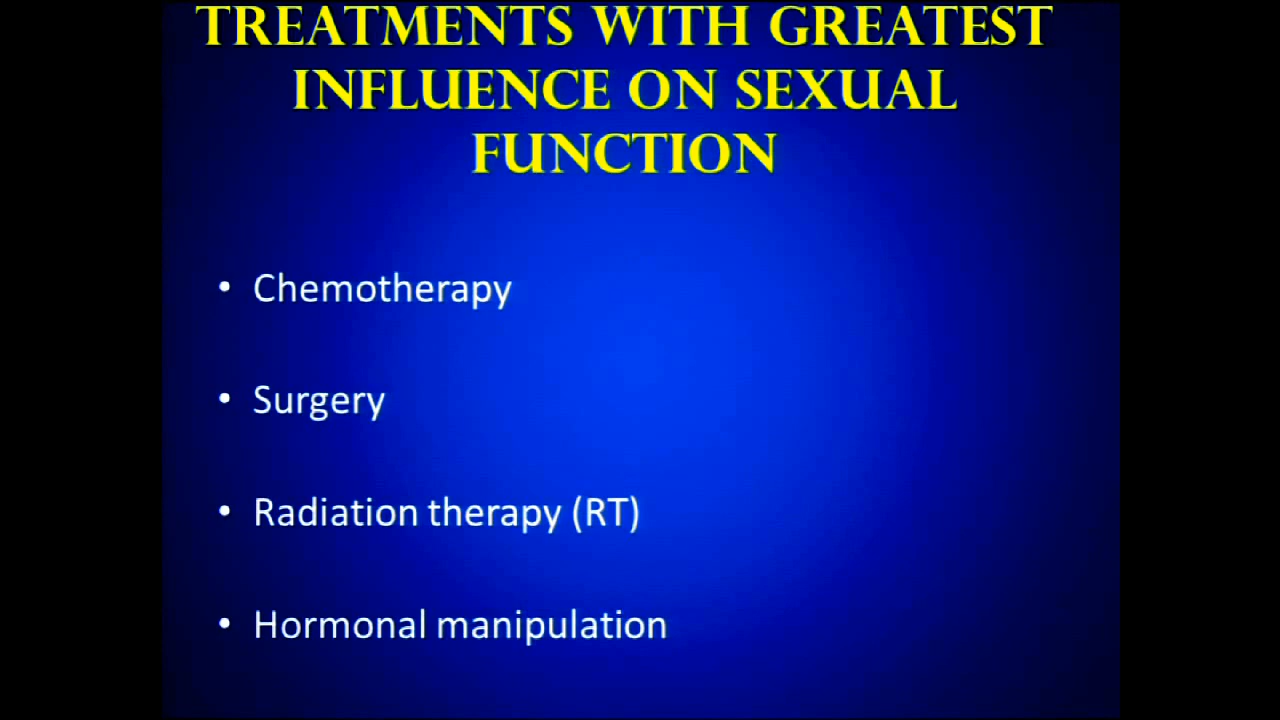 TREATMENTS WITH GREATEST
INFLUENCE ON SEXUAL
FUNCTION
• Chemotherapy
• Surgery
• Radiation therapy (RT)
• Hormonal manipulation